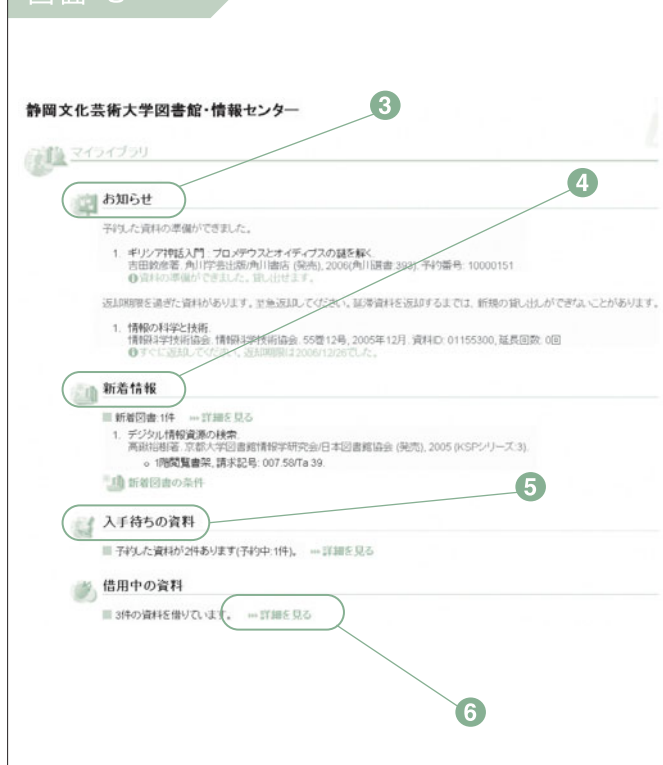 静岡文化芸術大学図書館・情報センター
③
マイライブラリ
④
お知らせ
予約した資料の準備ができました。
1. ギリシア神話入門 : プロメテウスとオイディプスの謎を解く.
吉田敦彦著. 角川学芸出版/角川書店 (発売), 2006(角川選書:393). 予約番号: 10000151
資料の準備ができました。貸し出せます。
返却期限を過ぎた資料があります。至急返却してください。延滞資料を返却するまでは、新規の貸し出しができないことがあります。
1. 情報の科学と技術.
情報科学技術協会. 情報科学技術協会. 55巻12号, 2005年12月. 資料ID: 01155300, 延長回数: 0回
すぐに返却してください。返却期限は2006/12/26でした。
新着情報
新着図書:1件 詳細を見る
1. デジタル情報資源の検索.
京都大学図書館情報学研究会/日本図書館協会 (発売), 2005 (KSPシリーズ:3).
1階閲覧書架, 請求記号: 007.58/Ta 39.
新着図書の条件
⑤
入手待ちの資料
予約した資料が2件あります(予約中:1件)。 詳細を見る
借用中の資料
3件の資料を借りています。 詳細を見る
⑥